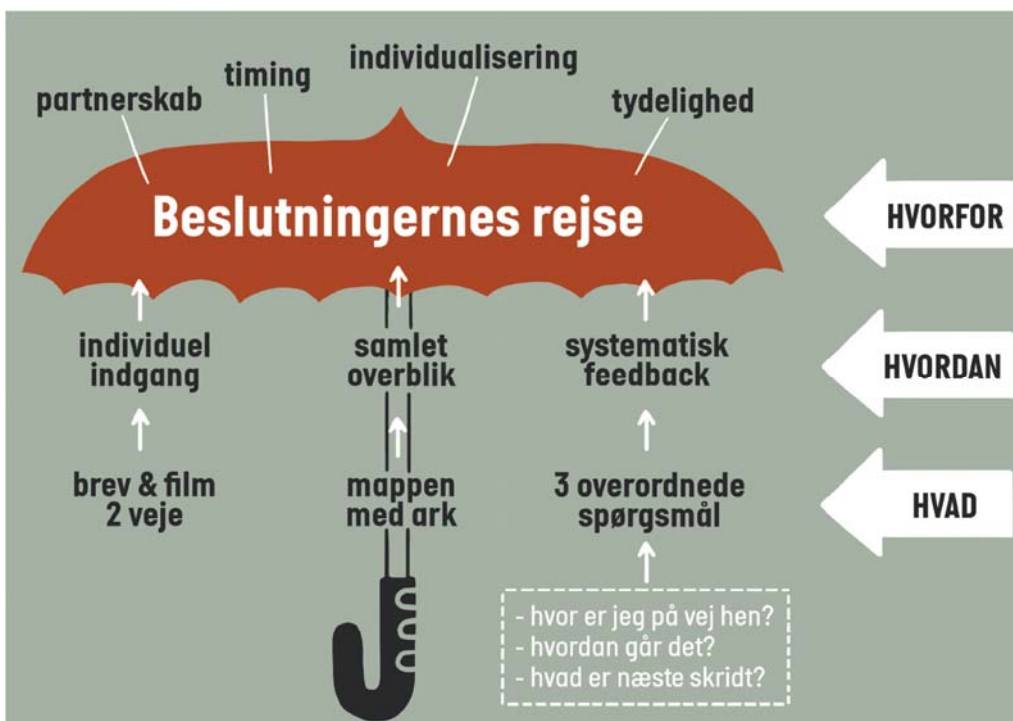 individualisering
timing
partnerskab
tydelighed
Beslutningernes rejse
HVORFOR
individuel
indgang
samlet
overblik
systematisk
feedback
HVORDAN
brev & film
2 veje
mappen
med ark
3 overordnede
spørgsmål
HVAD
- hvor er jeg på vej hen?
- hvordan går det?
- hvad er næste skridt?